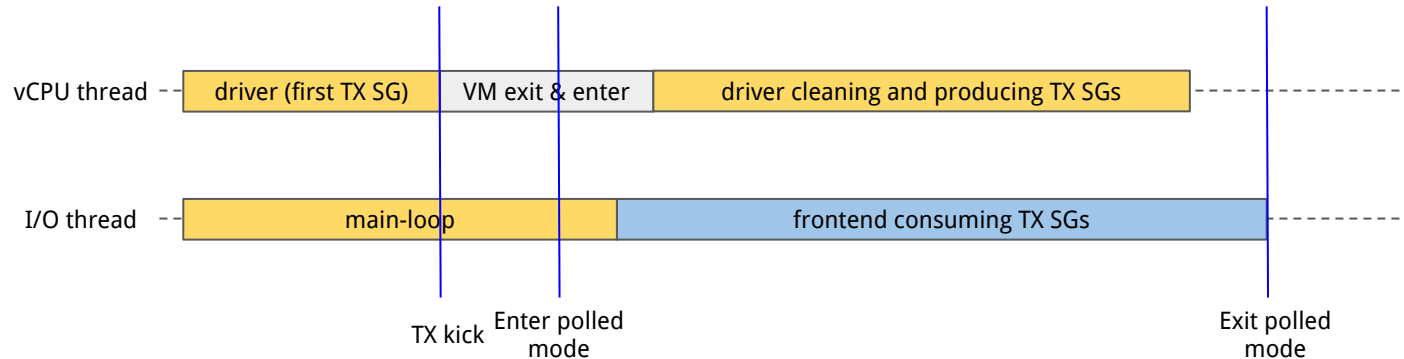 vCPU thread
driver (first TX SG)
VM exit & enter
driver cleaning and producing TX SGs
I/O thread
main-loop
frontend consuming TX SGs
TX kick
Enter polled
mode
Exit polled
mode